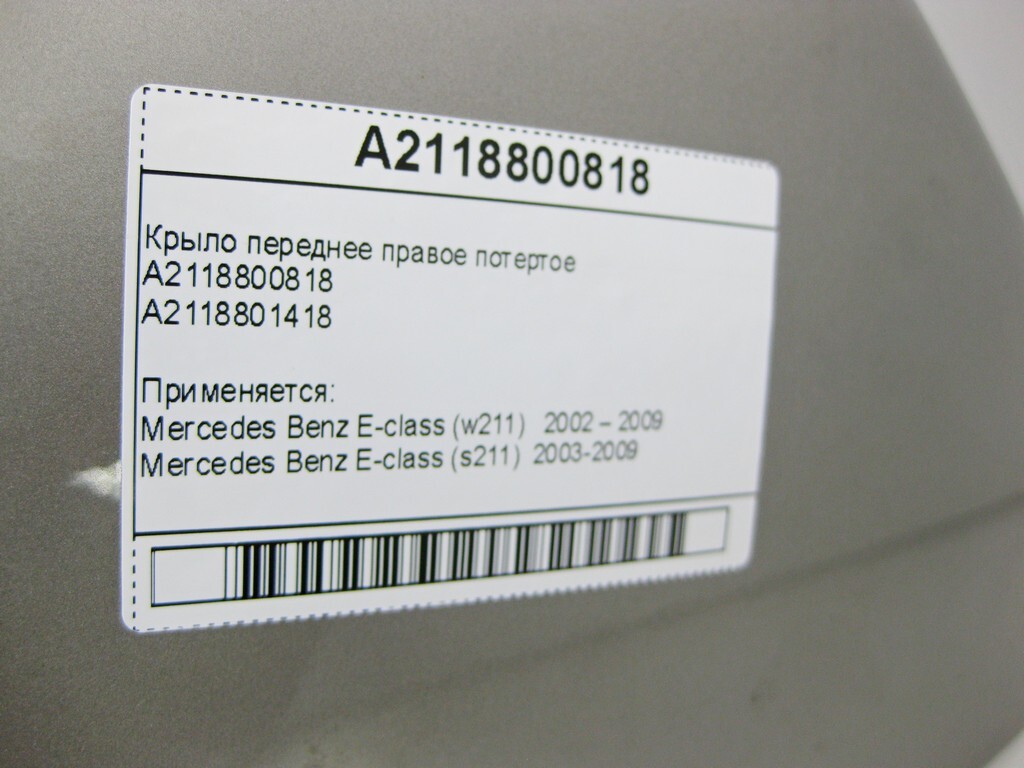 A2118800818
Крыло переднее правое потертое
A2118800818
A2118801418
Применяется:
Mercedes Benz E-class (w211) 2002 – 2009
Mercedes Benz E-class (s211) 2003-2009